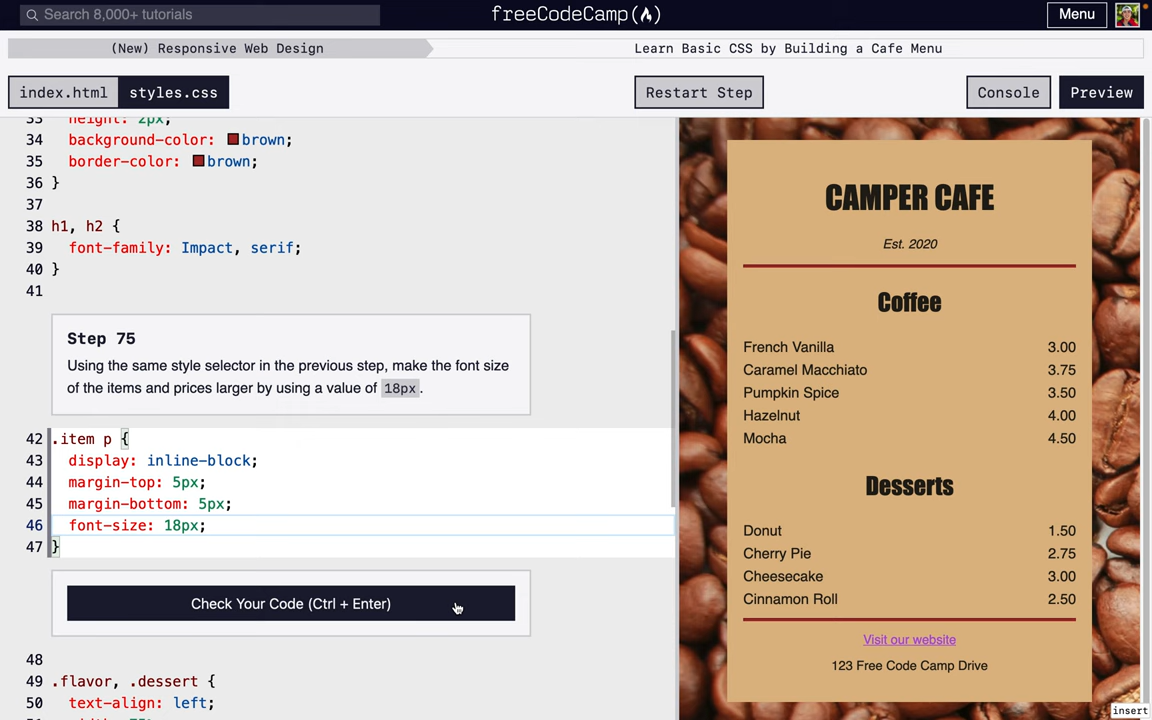 Search 8,000+ tutorials
freeCodeCamp
Menu
(New) Responsive Web Design
Learn Basic CSS by Building a Cafe Menu
index.html
styles.css
Restart Step
Console
Preview
33 height: 2px;
34 background-color: brown;
35 border-color: brown;
36 }
37
38 h1, h2 {
39 font-family: Impact, serif;
40 }
41
Step 75
Using the same style selector in the previous step, make the font size
of the items and prices larger by using a value of 18px.
42 .item p {
43 display: inline-block;
44 margin-top: 5px;
45 margin-bottom: 5px;
46 font-size: 18px;
47 }
Check Your Code (Ctrl + Enter)
48
49 .flavor, .dessert {
50 text-align: left;
CAMPER CAFE
Est. 2020
Coffee
French Vanilla 3.00
Caramel Macchiato 3.75
Pumpkin Spice 3.50
Hazelnut 4.00
Mocha 4.50
Desserts
Donut 1.50
Cherry Pie 2.75
Cheesecake 3.00
Cinnamon Roll 2.50
Visit our website
123 Free Code Camp Drive
insert